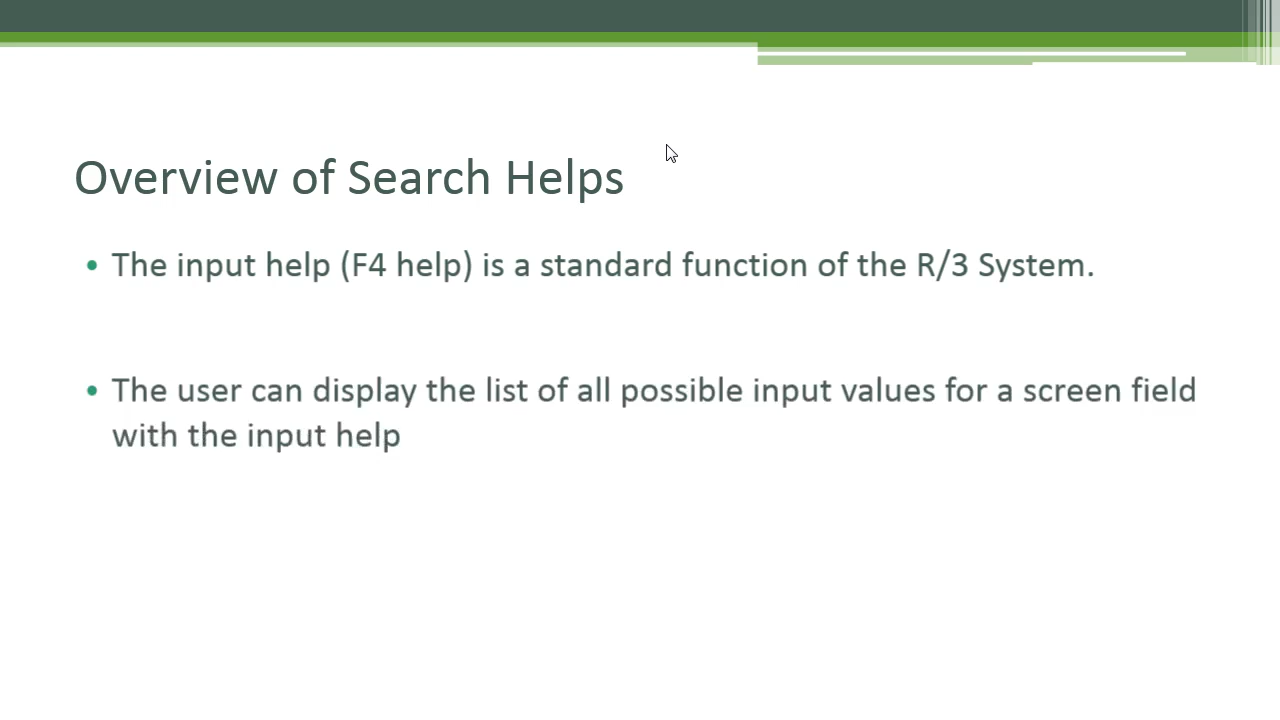 Overview of Search Helps
• The input help (F4 help) is a standard function of the R/3 System.
• The user can display the list of all possible input values for a screen field
with the input help